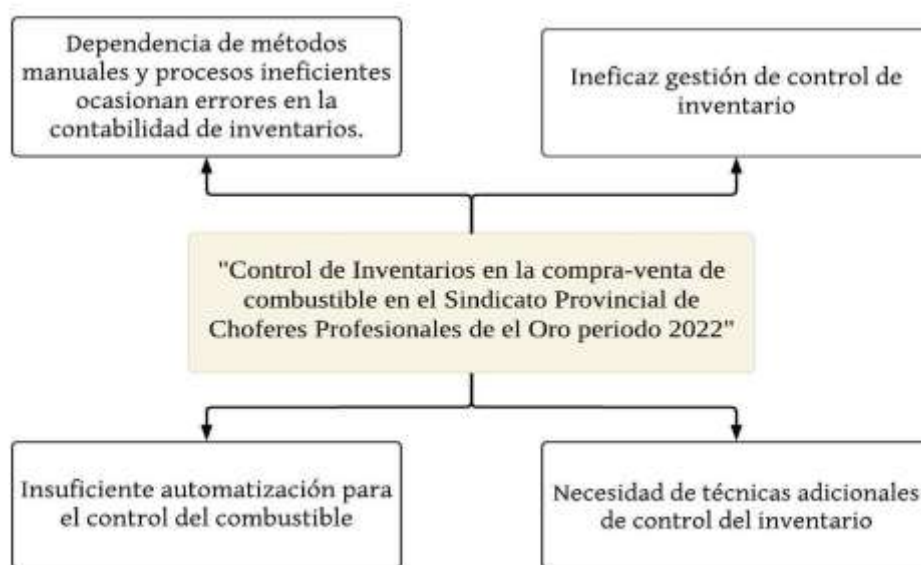 Dependencia de métodos
manuales y procesos ineficientes
ocasionan errores en la
contabilidad de inventarios.
Ineficaz gestión de control de
inventario
"Control de Inventarios en la compra-venta de
combustible en el Sindicato Provincial de
Choferes Profesionales de el Oro periodo 2022"
Insuficiente automatización para
el control del combustible
Necesidad de técnicas adicionales
de control del inventario